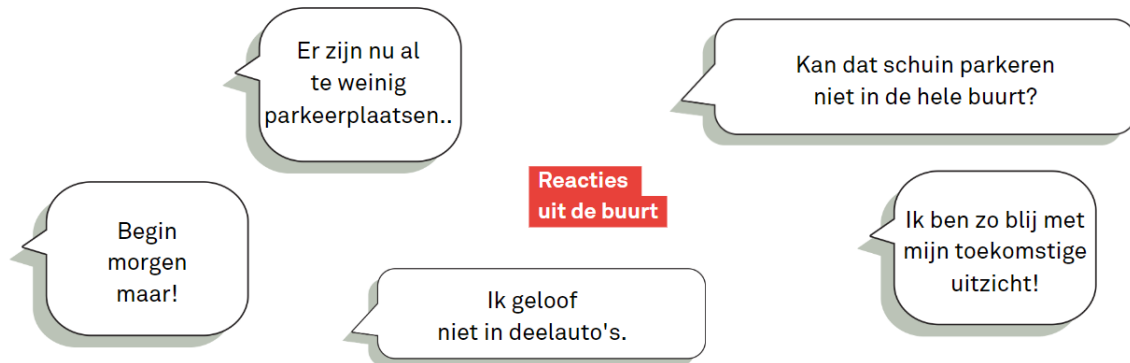 Er zijn nu al
te weinig
parkeerplaatsen..
Kan dat schuin parkeren
niet in de hele buurt?
Reacties
uit de buurt
Begin
morgen
maar!
Ik ben zo blij met
mijn toekomstige
uitzicht!
Ik geloof
niet in deelauto's.